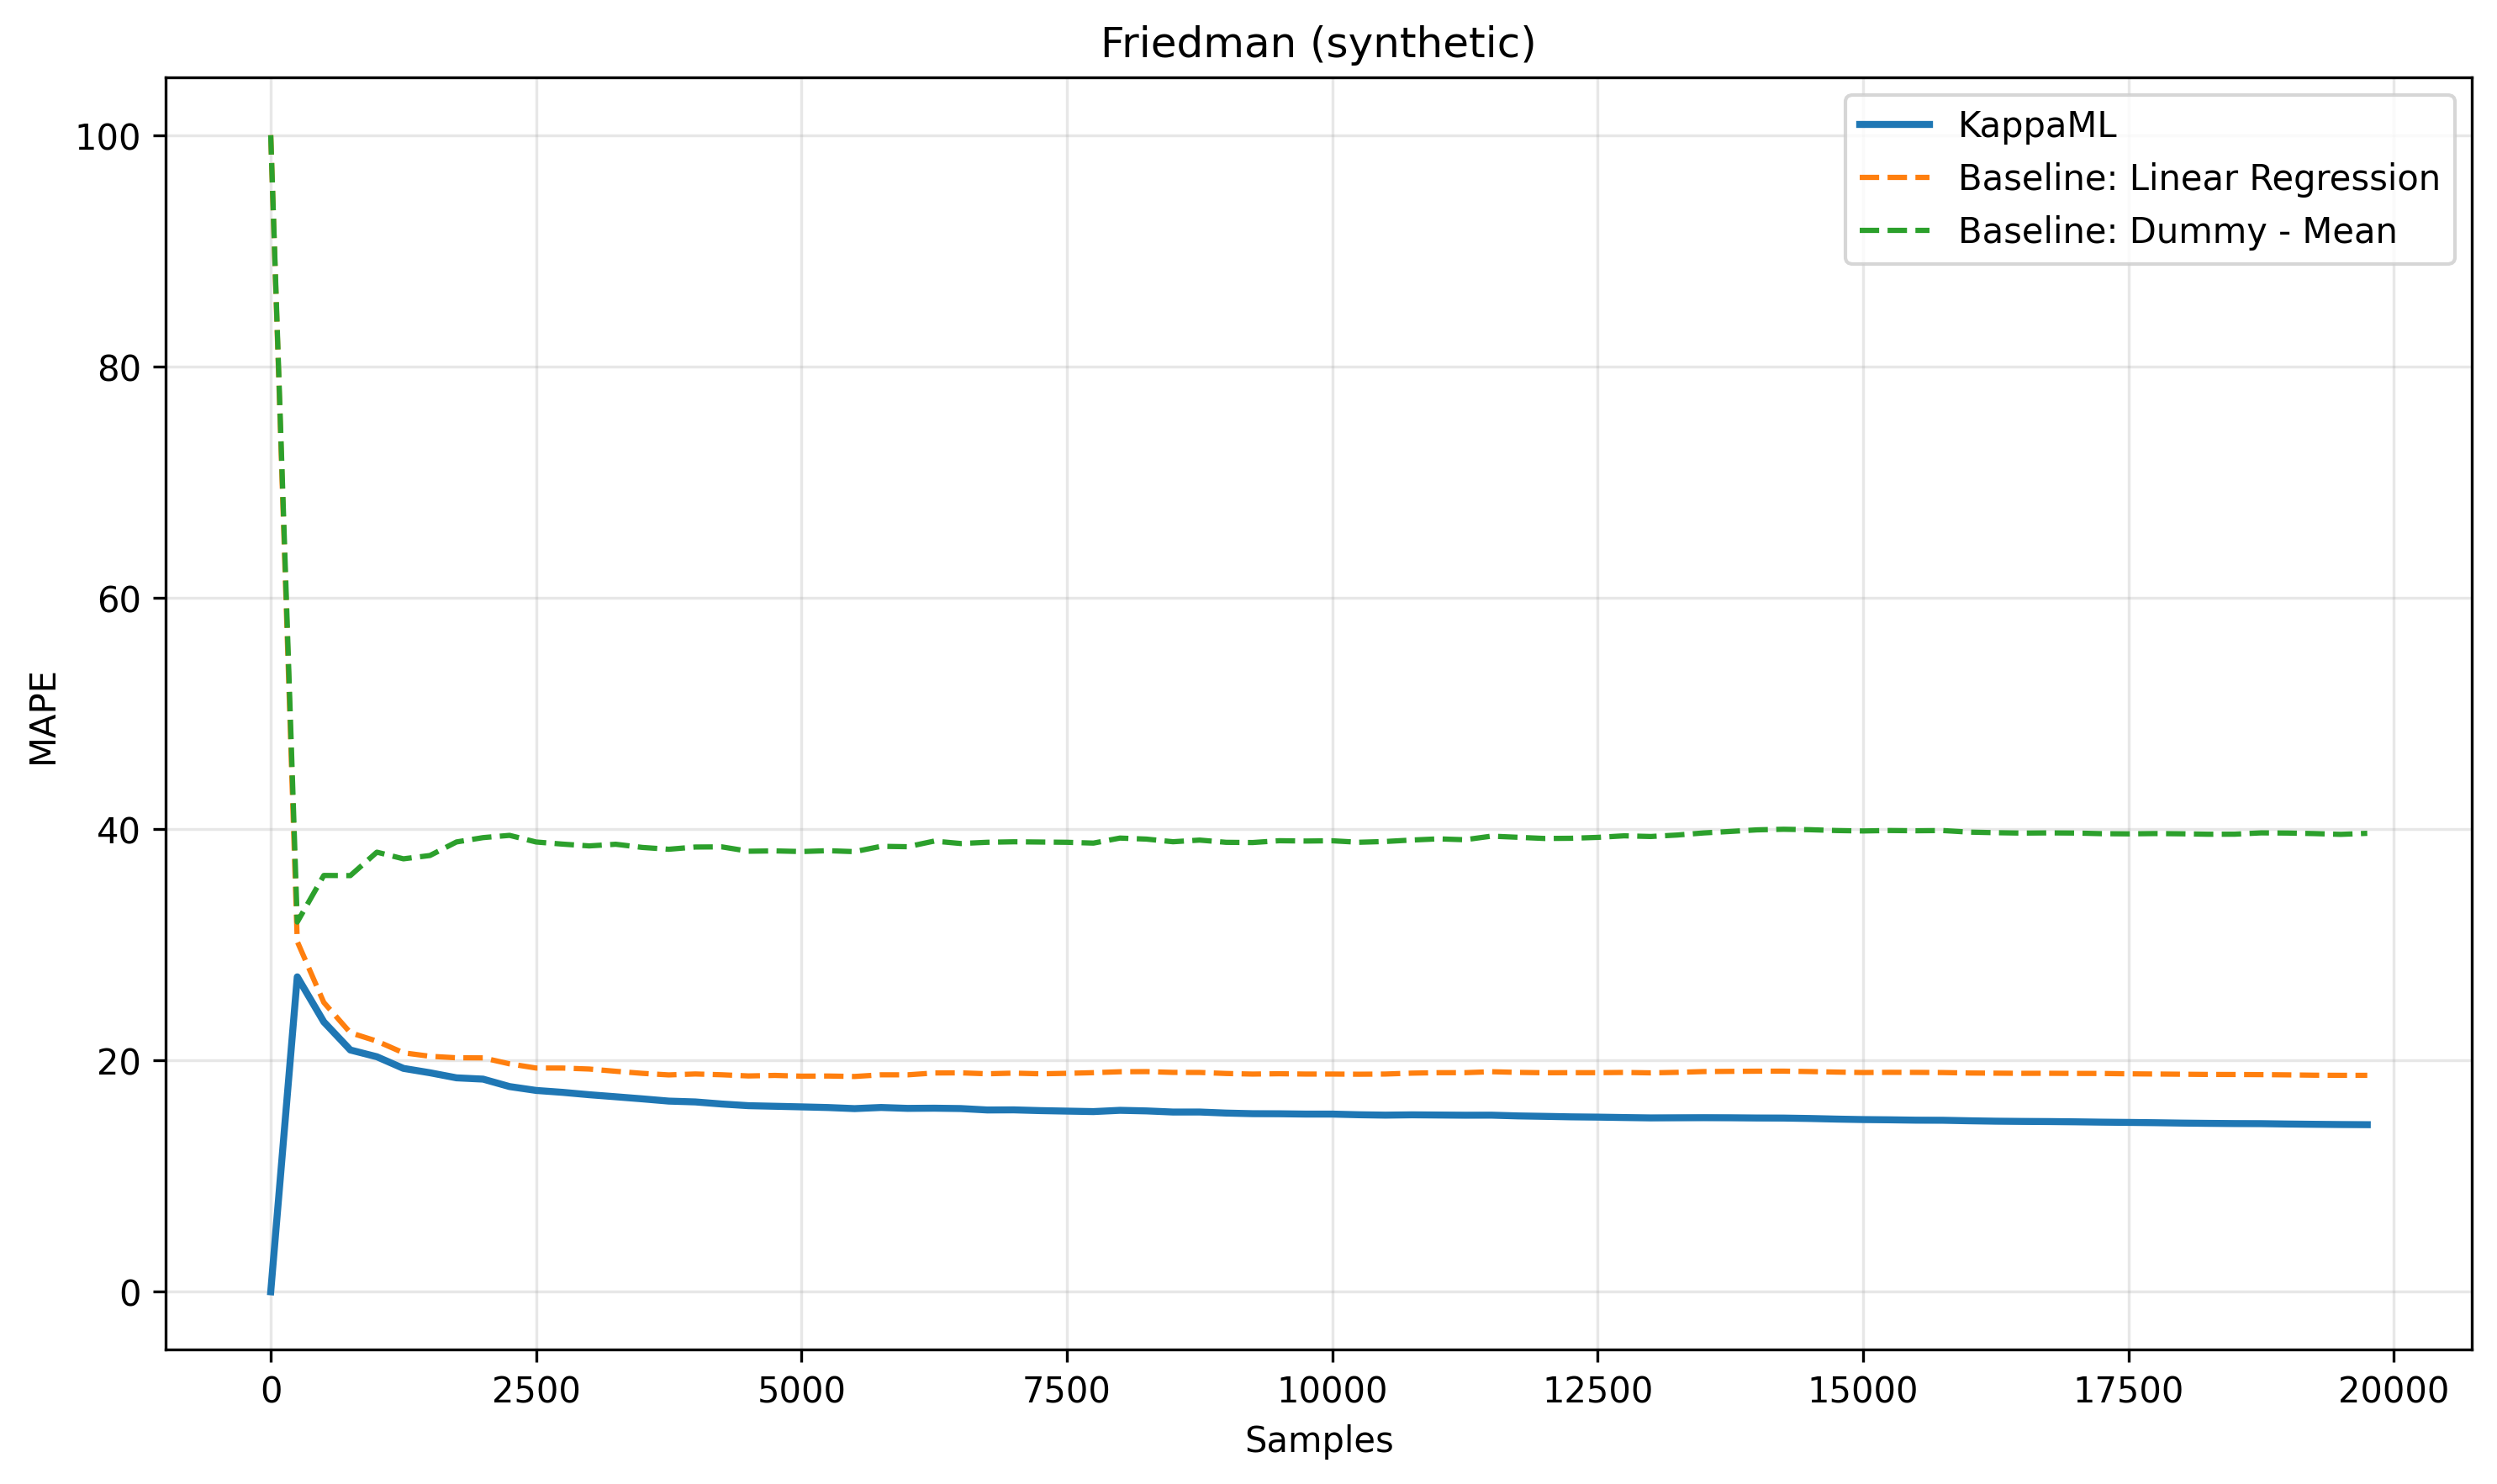 Friedman (synthetic)
KappaML
Baseline: Linear Regression
Baseline: Dummy - Mean
MAPE
100
80
60
40
20
0
0 2500 5000 7500 10000 12500 15000 17500 20000
Samples